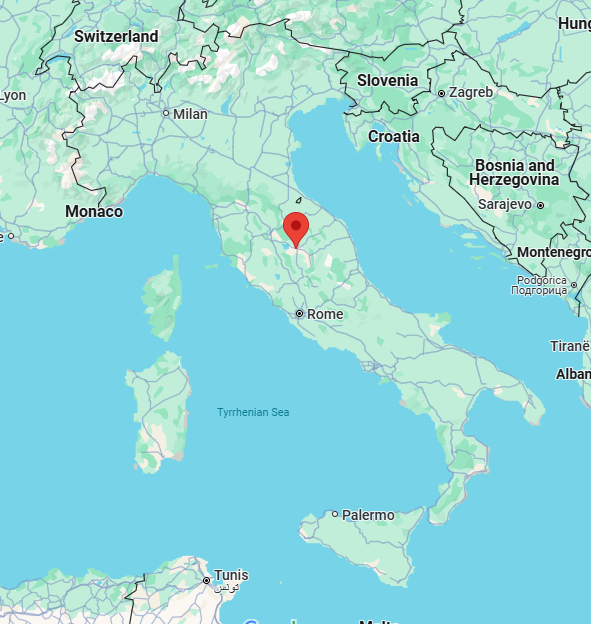 Switzerland
Hung
Slovenia
Lyon
Zagreb
Milan
Croatia
Bosnia and
Herzegovina
Sarajevo
Monaco
Montenegro
Podgorica
Подгорица
Rome
Tiranë
Alban
Tyrrhenian Sea
Palermo
Tunis
تونس